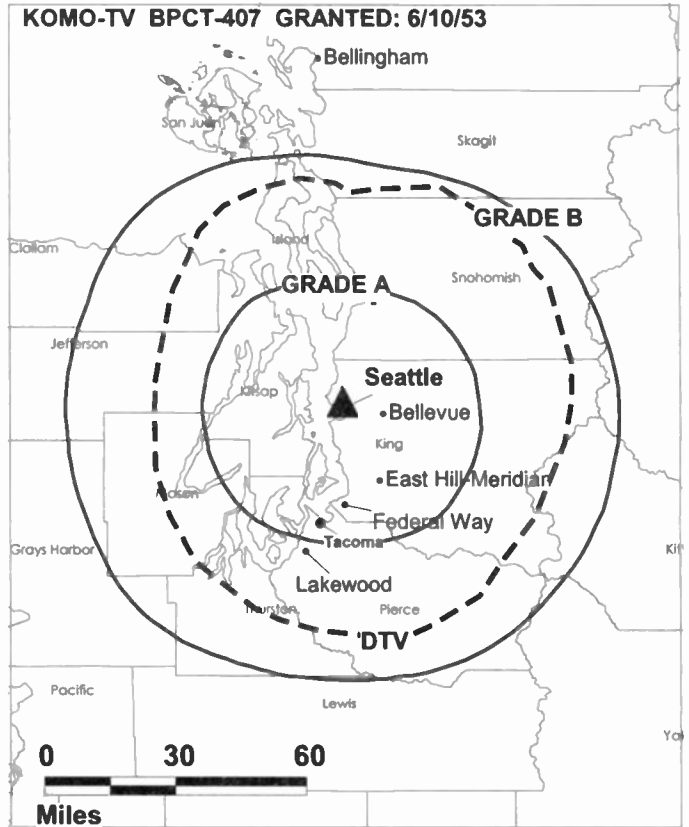 KOMO-TV BPCT-407 GRANTED: 6/10/53
Bellingham
San Juan
Skagit
GRADE B
Island
Clallam
Snohomish
GRADE A
Jefferson
Seattle
Kitsap
Bellevue
King
East Hill-Meridian
Mason
Federal Way
Tacoma
Grays Harbor
Kit
Lakewood
Thurston
Pierce
DTV
Pacific
Lewis
Yak
0 30 60
Miles